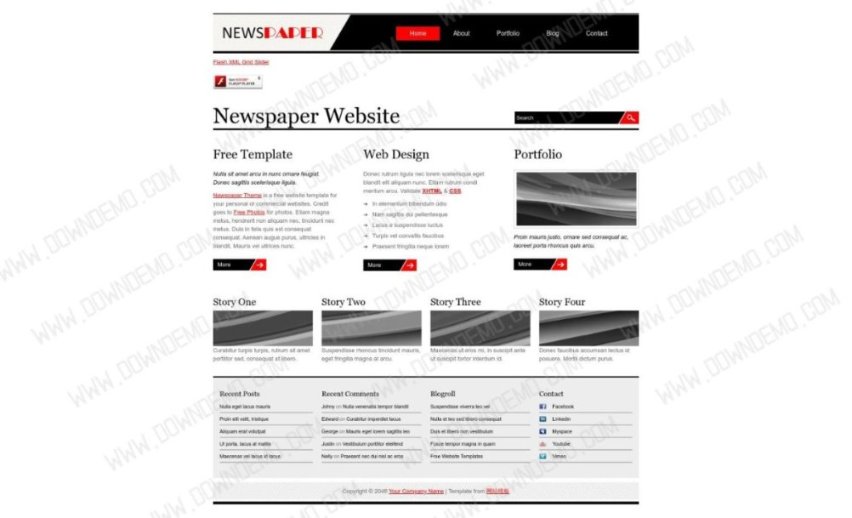 NEWSPAPER
Home About Portfolio Blog Contact
Flash XML Grid Slider
Newspaper Website
Search
Free Template
Nulla sit amet arcu in nunc ornare feugiat.
Donec sagittis scelerisque ligula.
Newspaper Theme is a free website template for
your personal or commercial websites. Credit
goes to Free Photos for photos. Etiam magna
metus, hendrerit non aliquam nec, tincidunt nec
metus. Duis in felis quis est consequat
consequat. Aenean augue purus, ultricies in
blandit. Mauris vel ultrices nunc.
More
Web Design
Donec rutrum ligula nec lorem scelerisque eget
blandit elit aliquam nunc. Etiam rutrum condi
mentum arcu. Validate XHTML & CSS.
In elementum bibendum odio
Nam sagittis dui pellentesque
Lacus a suspendisse luctus
Turpis vel convallis faucibus
Praesent fringilla neque lorem
More
Portfolio
Proin mauris justo, ornare sed consequat ac,
laoreet porta rhoncus quis arcu.
More
Story One
Curabitur turpis turpis, rutrum sit amet
porttitor sed, consequat at libero.
Story Two
Suspendisse rhoncus tincidunt mauris,
eget fringilla magna at arcu.
Story Three
Maecenas ut eros mi, in suscipit ante
ut suscipit tortor interdum id.
Story Four
Donec faucibus accumsan lectus id
posuere. Morbi dictum purus.
Recent Posts
Nulla eget lacus mauris
Proin elit velit, tristique
Aliquam erat volutpat
Ut porta, lacus at mattis
Maecenas vel lacus id lacus
Recent Comments
Johny on Nulla venenatis tempor blandit
Edward on Curabitur imperdiet lacus
George on Mauris eget lorem sagittis leo
Justin on Vestibulum porttitor eleifend
Nelly on Praesent nec dui nisl ac eros
Blogroll
Suspendisse viverra leo vel
Nulla et leo sed libero consequat
Duis et libero non vestibulum
Fusce tempor magna in quam
Free Website Templates
Contact
Facebook
Linkedin
Myspace
Youtube
Vimeo
Copyright © 2048 Your Company Name | Template from 网站模板
WWW.DOWNDEMO.COM